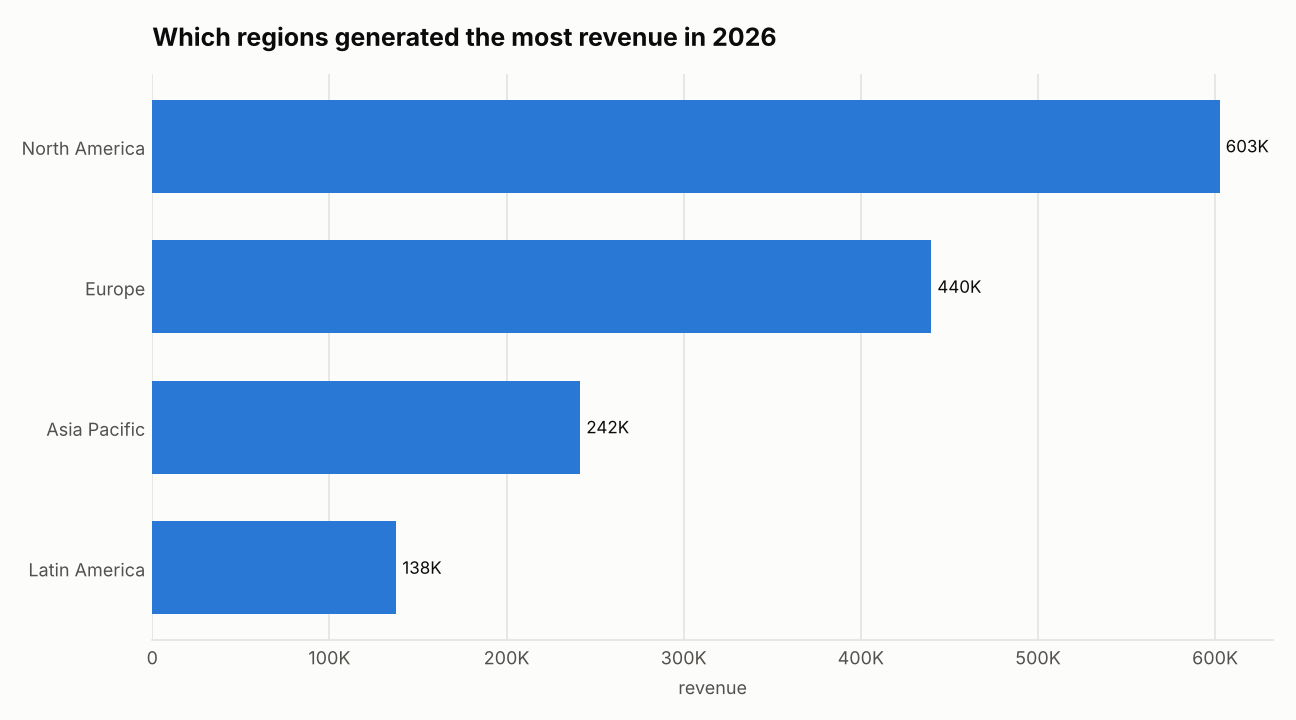 Which regions generated the most revenue in 2026
North America
603K
Europe
440K
Asia Pacific
242K
Latin America
138K
0 100K 200K 300K 400K 500K 600K
revenue